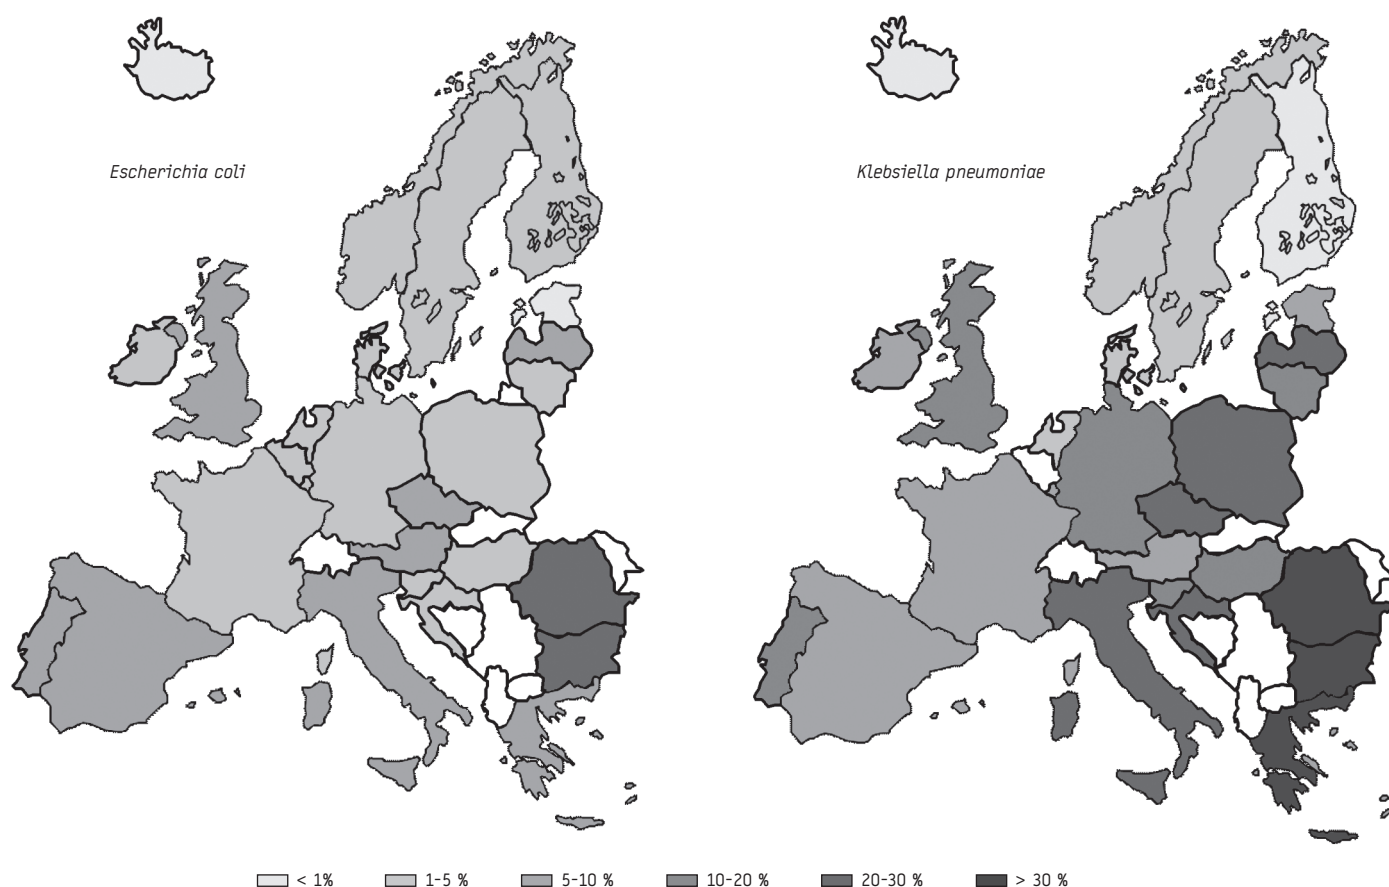 Escherichia coli
Klebsiella pneumoniae
< 1% 1-5 % 5-10 % 10-20 % 20-30 % > 30 %